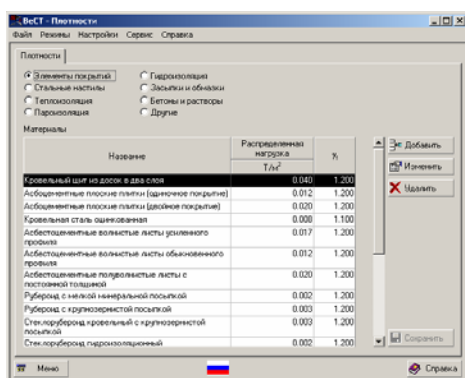 ВеСТ - Плотности
Файл Режимы Настройки Сервис Справка
Плотности
Элементы покрытий
Гидроизоляция
Стальные настилы
Засыпки и обмазки
Теплоизоляция
Бетоны и растворы
Пароизоляция
Другие
Материалы
Название
Распределенная нагрузка
Т/м²
γf
Кровельный щит из досок в два слоя 0.040 1.200
Асбоцементные плоские плитки (одиночное покрытие) 0.012 1.200
Асбоцементные плоские плитки (двойное покрытие) 0.020 1.200
Кровельная сталь оцинкованная 0.008 1.100
Асбестоцементные волнистые листы усиленного
профиля 0.017 1.200
Асбестоцементные волнистые листы обыкновенного
профиля 0.012 1.200
Асбестоцементные полуволнистые листы с
постоянной толщиной 0.020 1.200
Рубероид с мелкой минеральной посыпкой 0.002 1.200
Рубероид с крупнозернистой посыпкой 0.003 1.200
Стеклорубероид кровельный с крупнозернистой
посыпкой 0.003 1.200
Стеклорубероид гидроизоляционный 0.002 1.200
Добавить
Изменить
Удалить
Сохранить
Меню
Справка